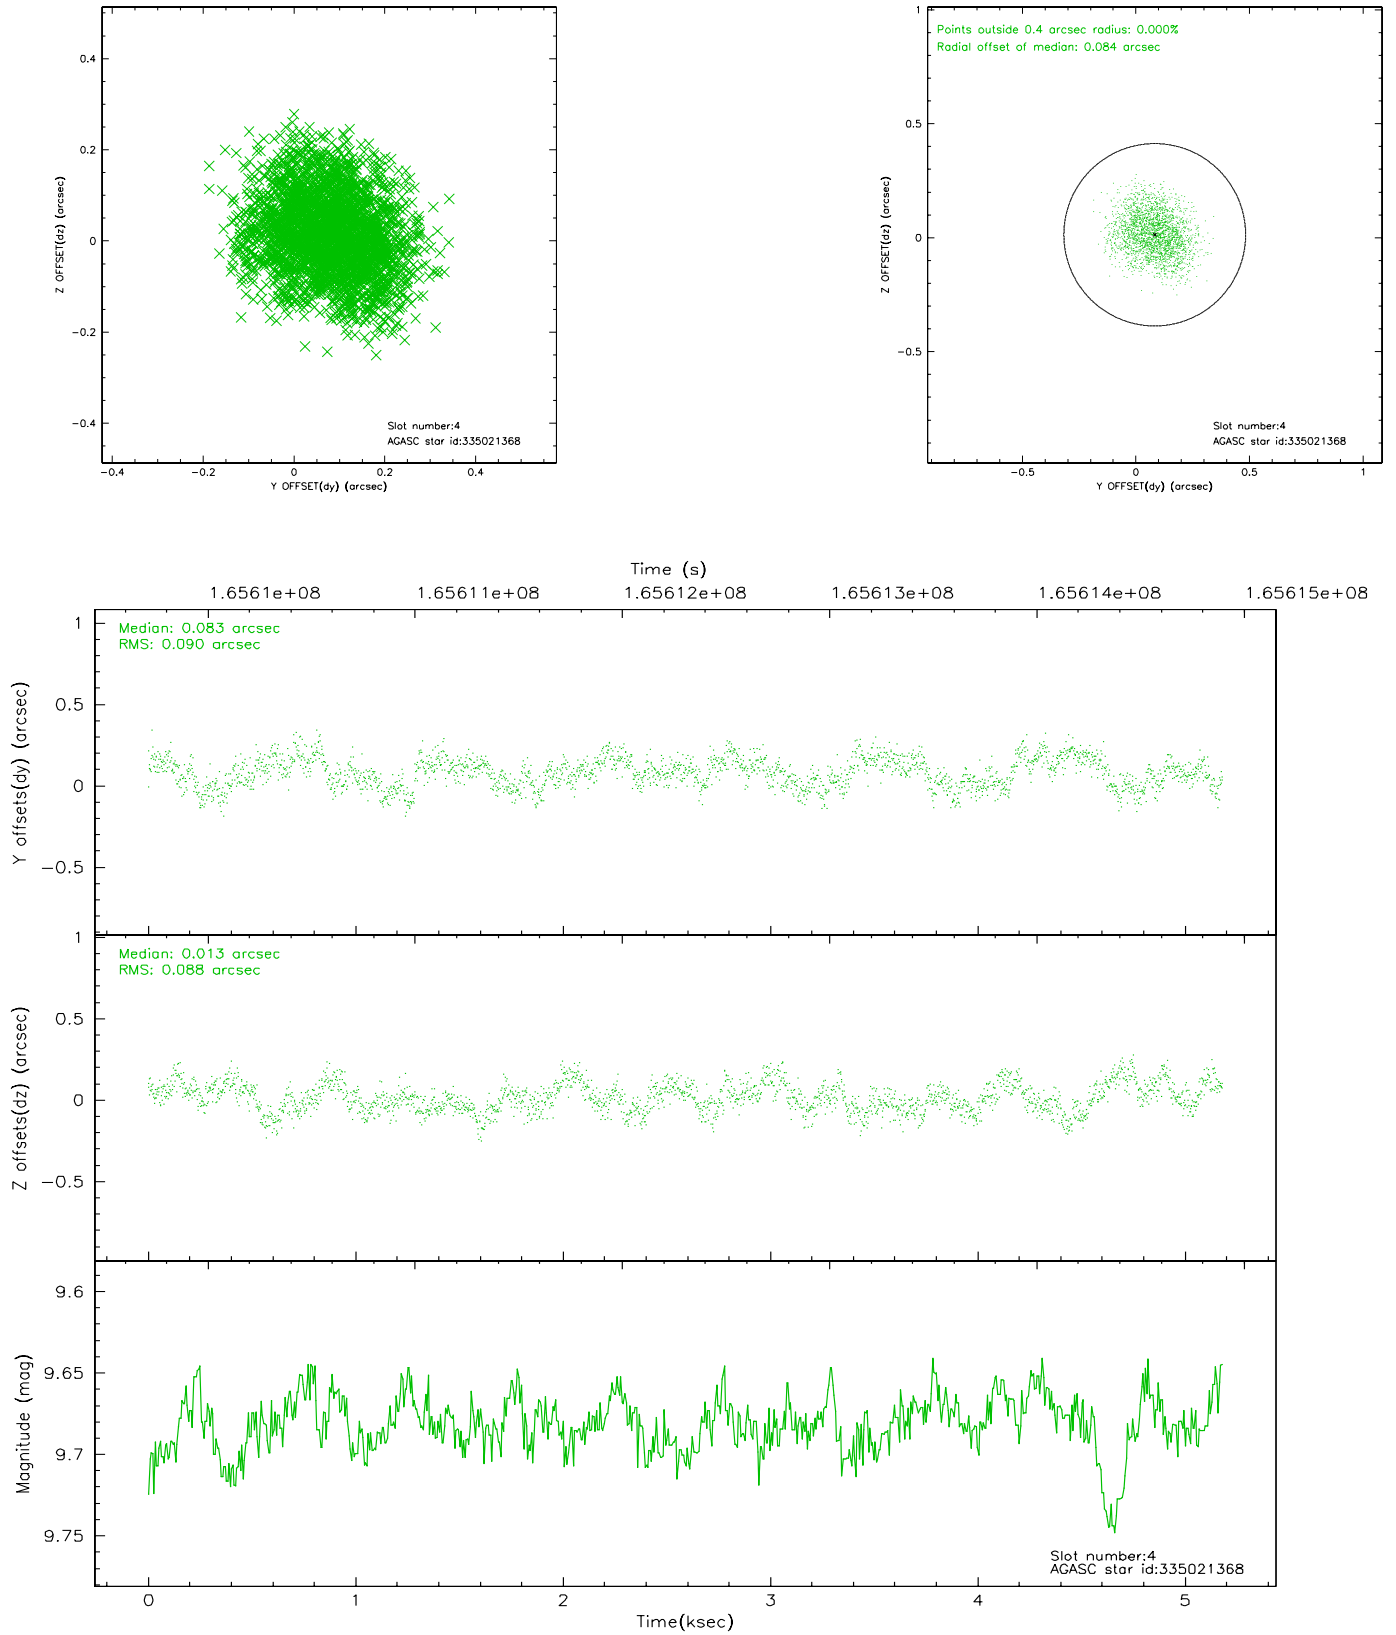 0.4
0.2
0
−0.2
−0.4
Z OFFSET(dz) (arcsec)
Slot number:4
AGASC star id:335021368
−0.4 −0.2 0 0.2 0.4
Y OFFSET(dy) (arcsec)
Points outside 0.4 arcsec radius: 0.000%
Radial offset of median: 0.084 arcsec
1
0.5
0
−0.5
Z OFFSET(dz) (arcsec)
Slot number:4
AGASC star id:335021368
−0.5 0 0.5 1
Y OFFSET(dy) (arcsec)
Time (s)
1.6561e+08 1.65611e+08 1.65612e+08 1.65613e+08 1.65614e+08 1.65615e+08
Median: 0.083 arcsec
RMS: 0.090 arcsec
1
0.5
0
−0.5
Y offsets(dy) (arcsec)
Median: 0.013 arcsec
RMS: 0.088 arcsec
1
0.5
0
−0.5
Z offsets(dz) (arcsec)
9.6
9.65
9.7
9.75
Magnitude (mag)
Slot number:4
AGASC star id:335021368
0 1 2 3 4 5
Time(ksec)